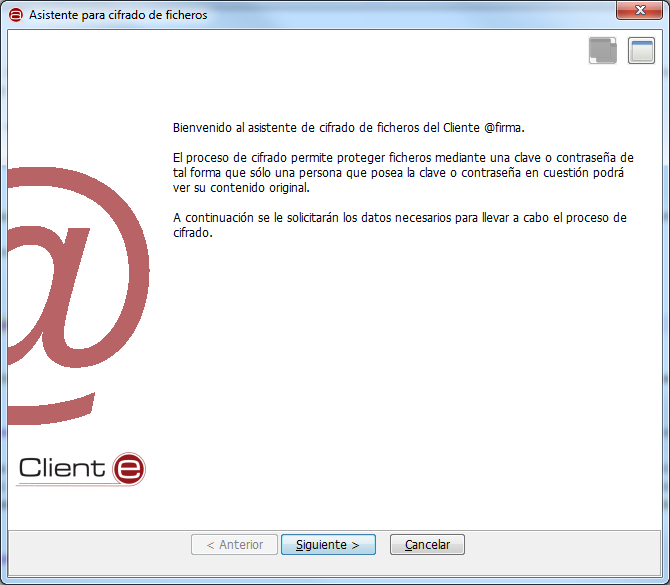 Asistente para cifrado de ficheros
Bienvenido al asistente de cifrado de ficheros del Cliente @firma.
El proceso de cifrado permite proteger ficheros mediante una clave o contraseña de
tal forma que sólo una persona que posea la clave o contraseña en cuestión podrá
ver su contenido original.
A continuación se le solicitarán los datos necesarios para llevar a cabo el proceso de
cifrado.
@
Client e
< Anterior
Siguiente >
Cancelar